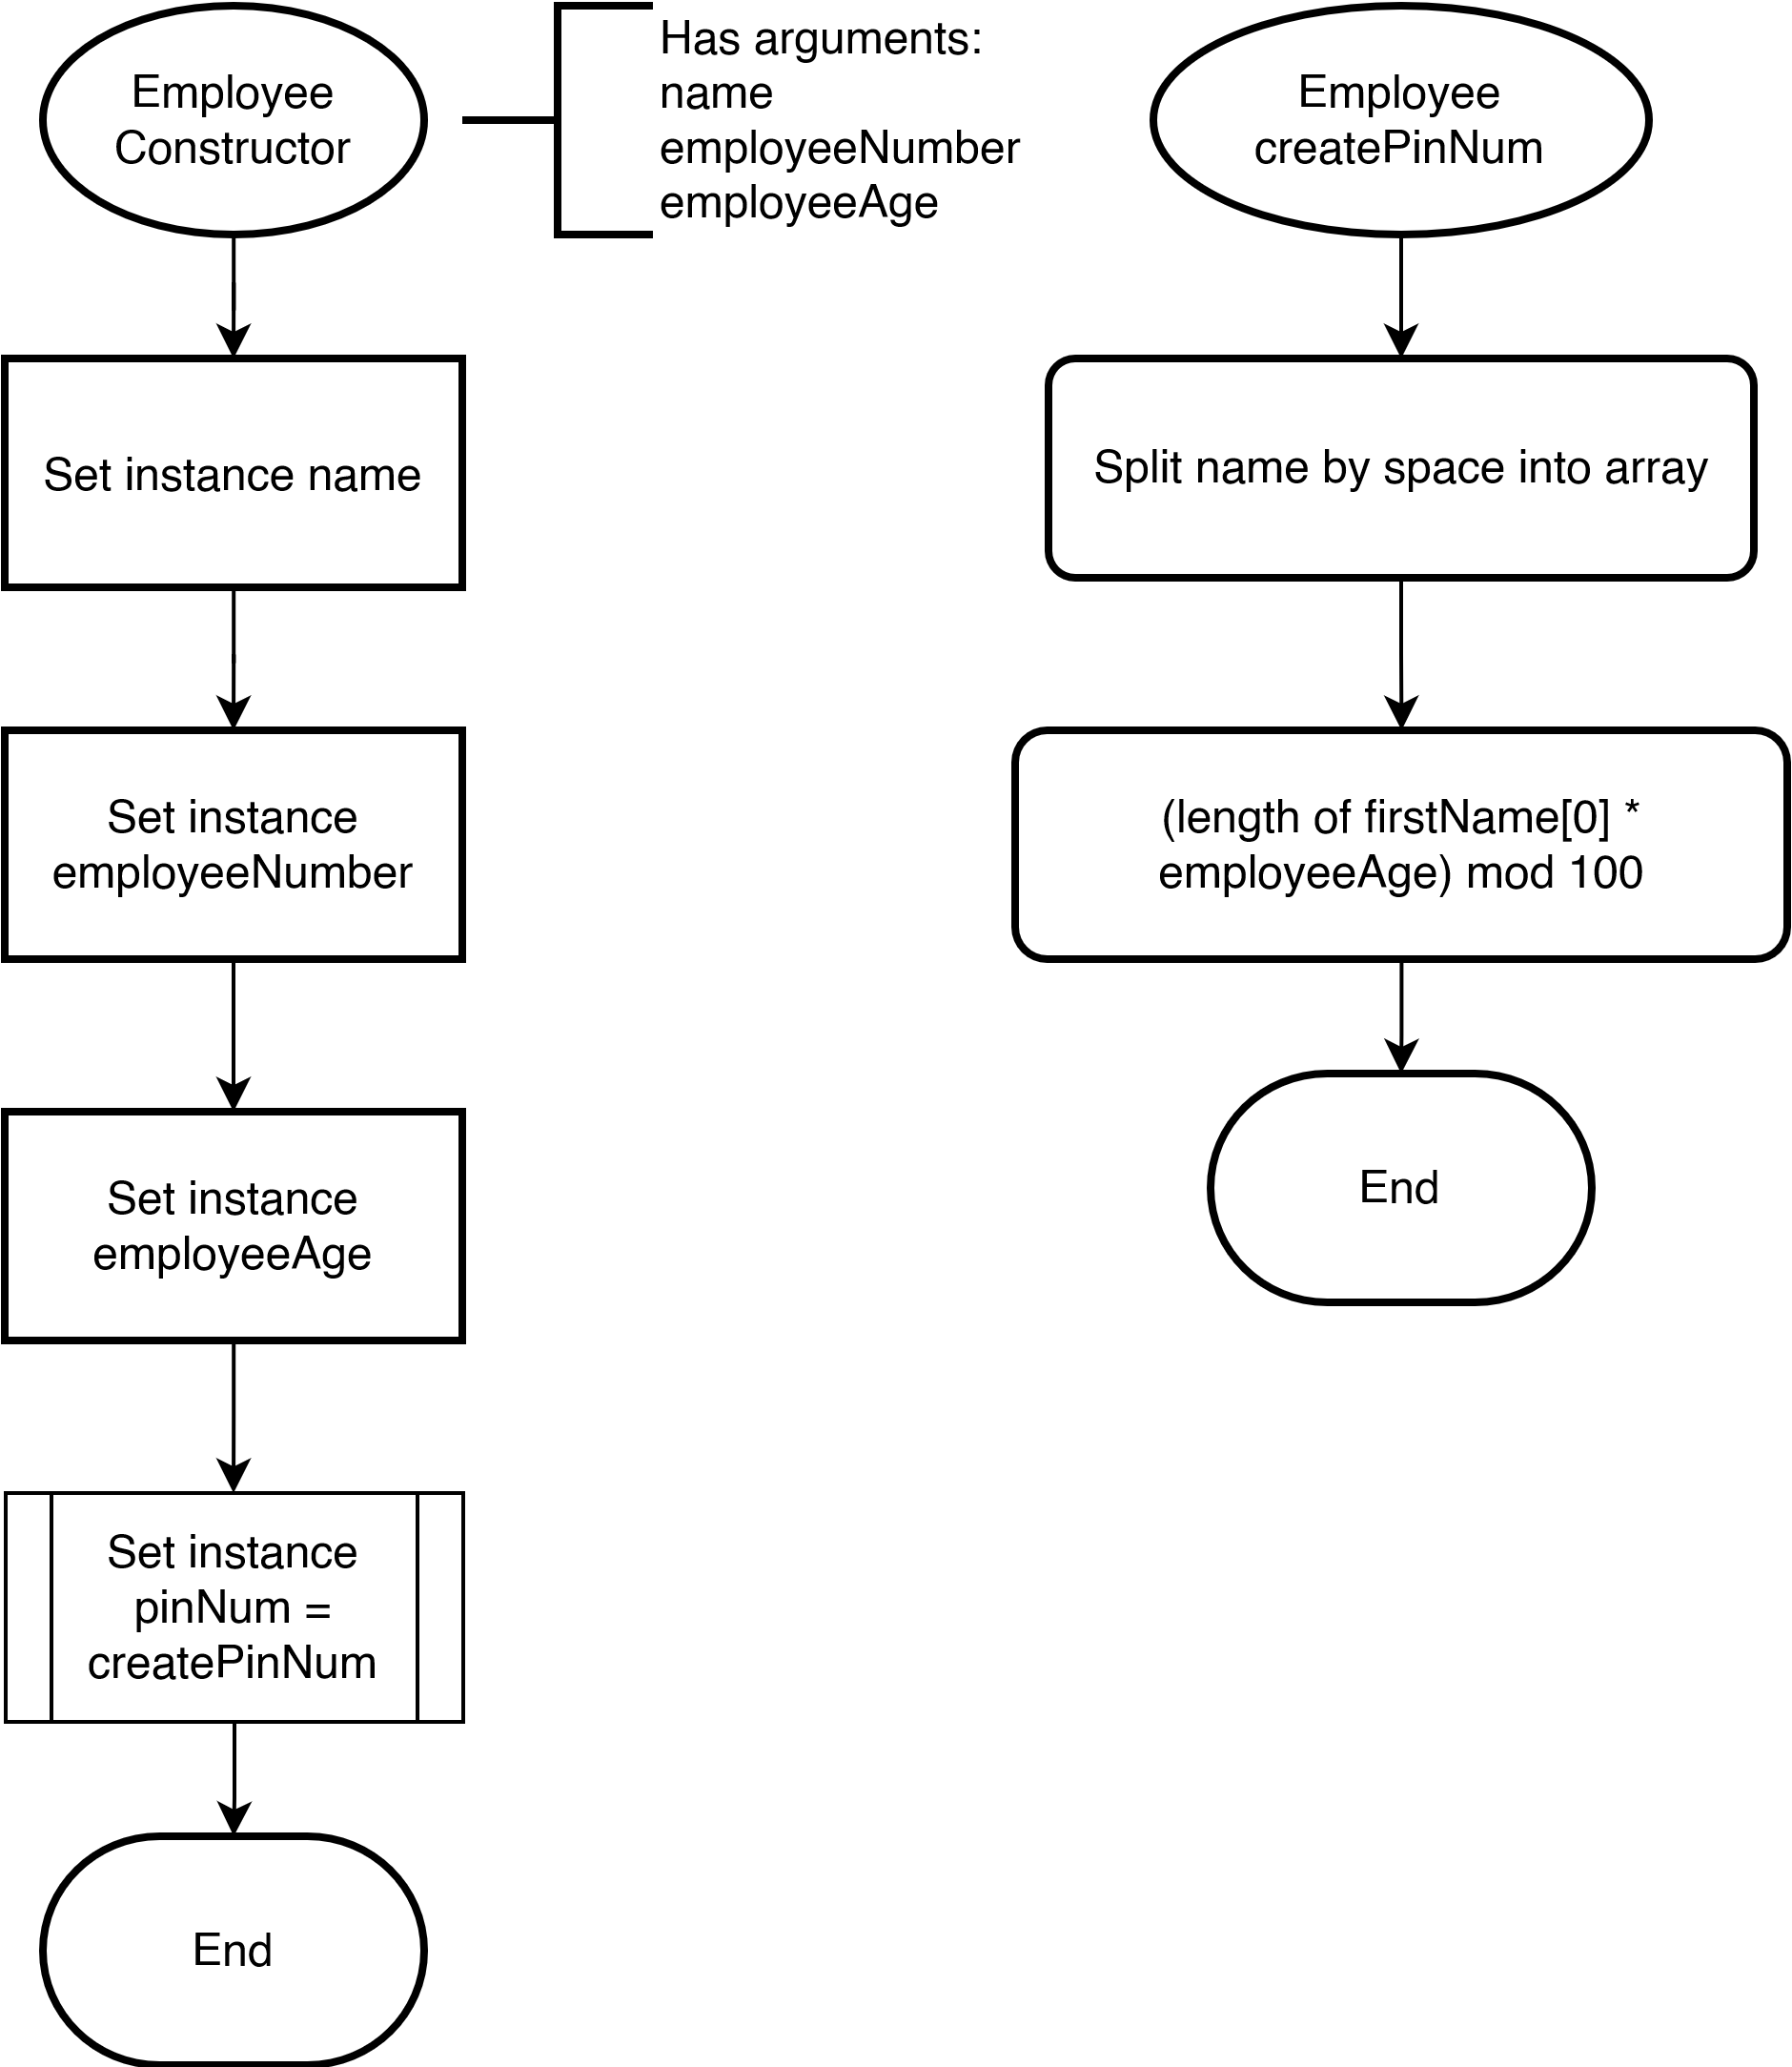 Employee
Constructor
Has arguments:
name
employeeNumber
employeeAge
Set instance name
Set instance
employeeNumber
Set instance
employeeAge
Set instance
pinNum =
createPinNum
End
Employee
createPinNum
Split name by space into array
(length of firstName[0] *
employeeAge) mod 100
End